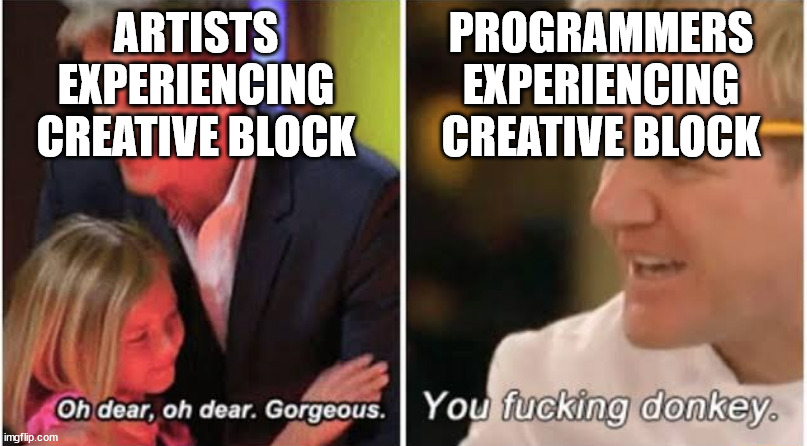 ARTISTS
EXPERIENCING
CREATIVE BLOCK
Oh dear, oh dear. Gorgeous.
PROGRAMMERS
EXPERIENCING
CREATIVE BLOCK
You fucking donkey.
imgflip.com